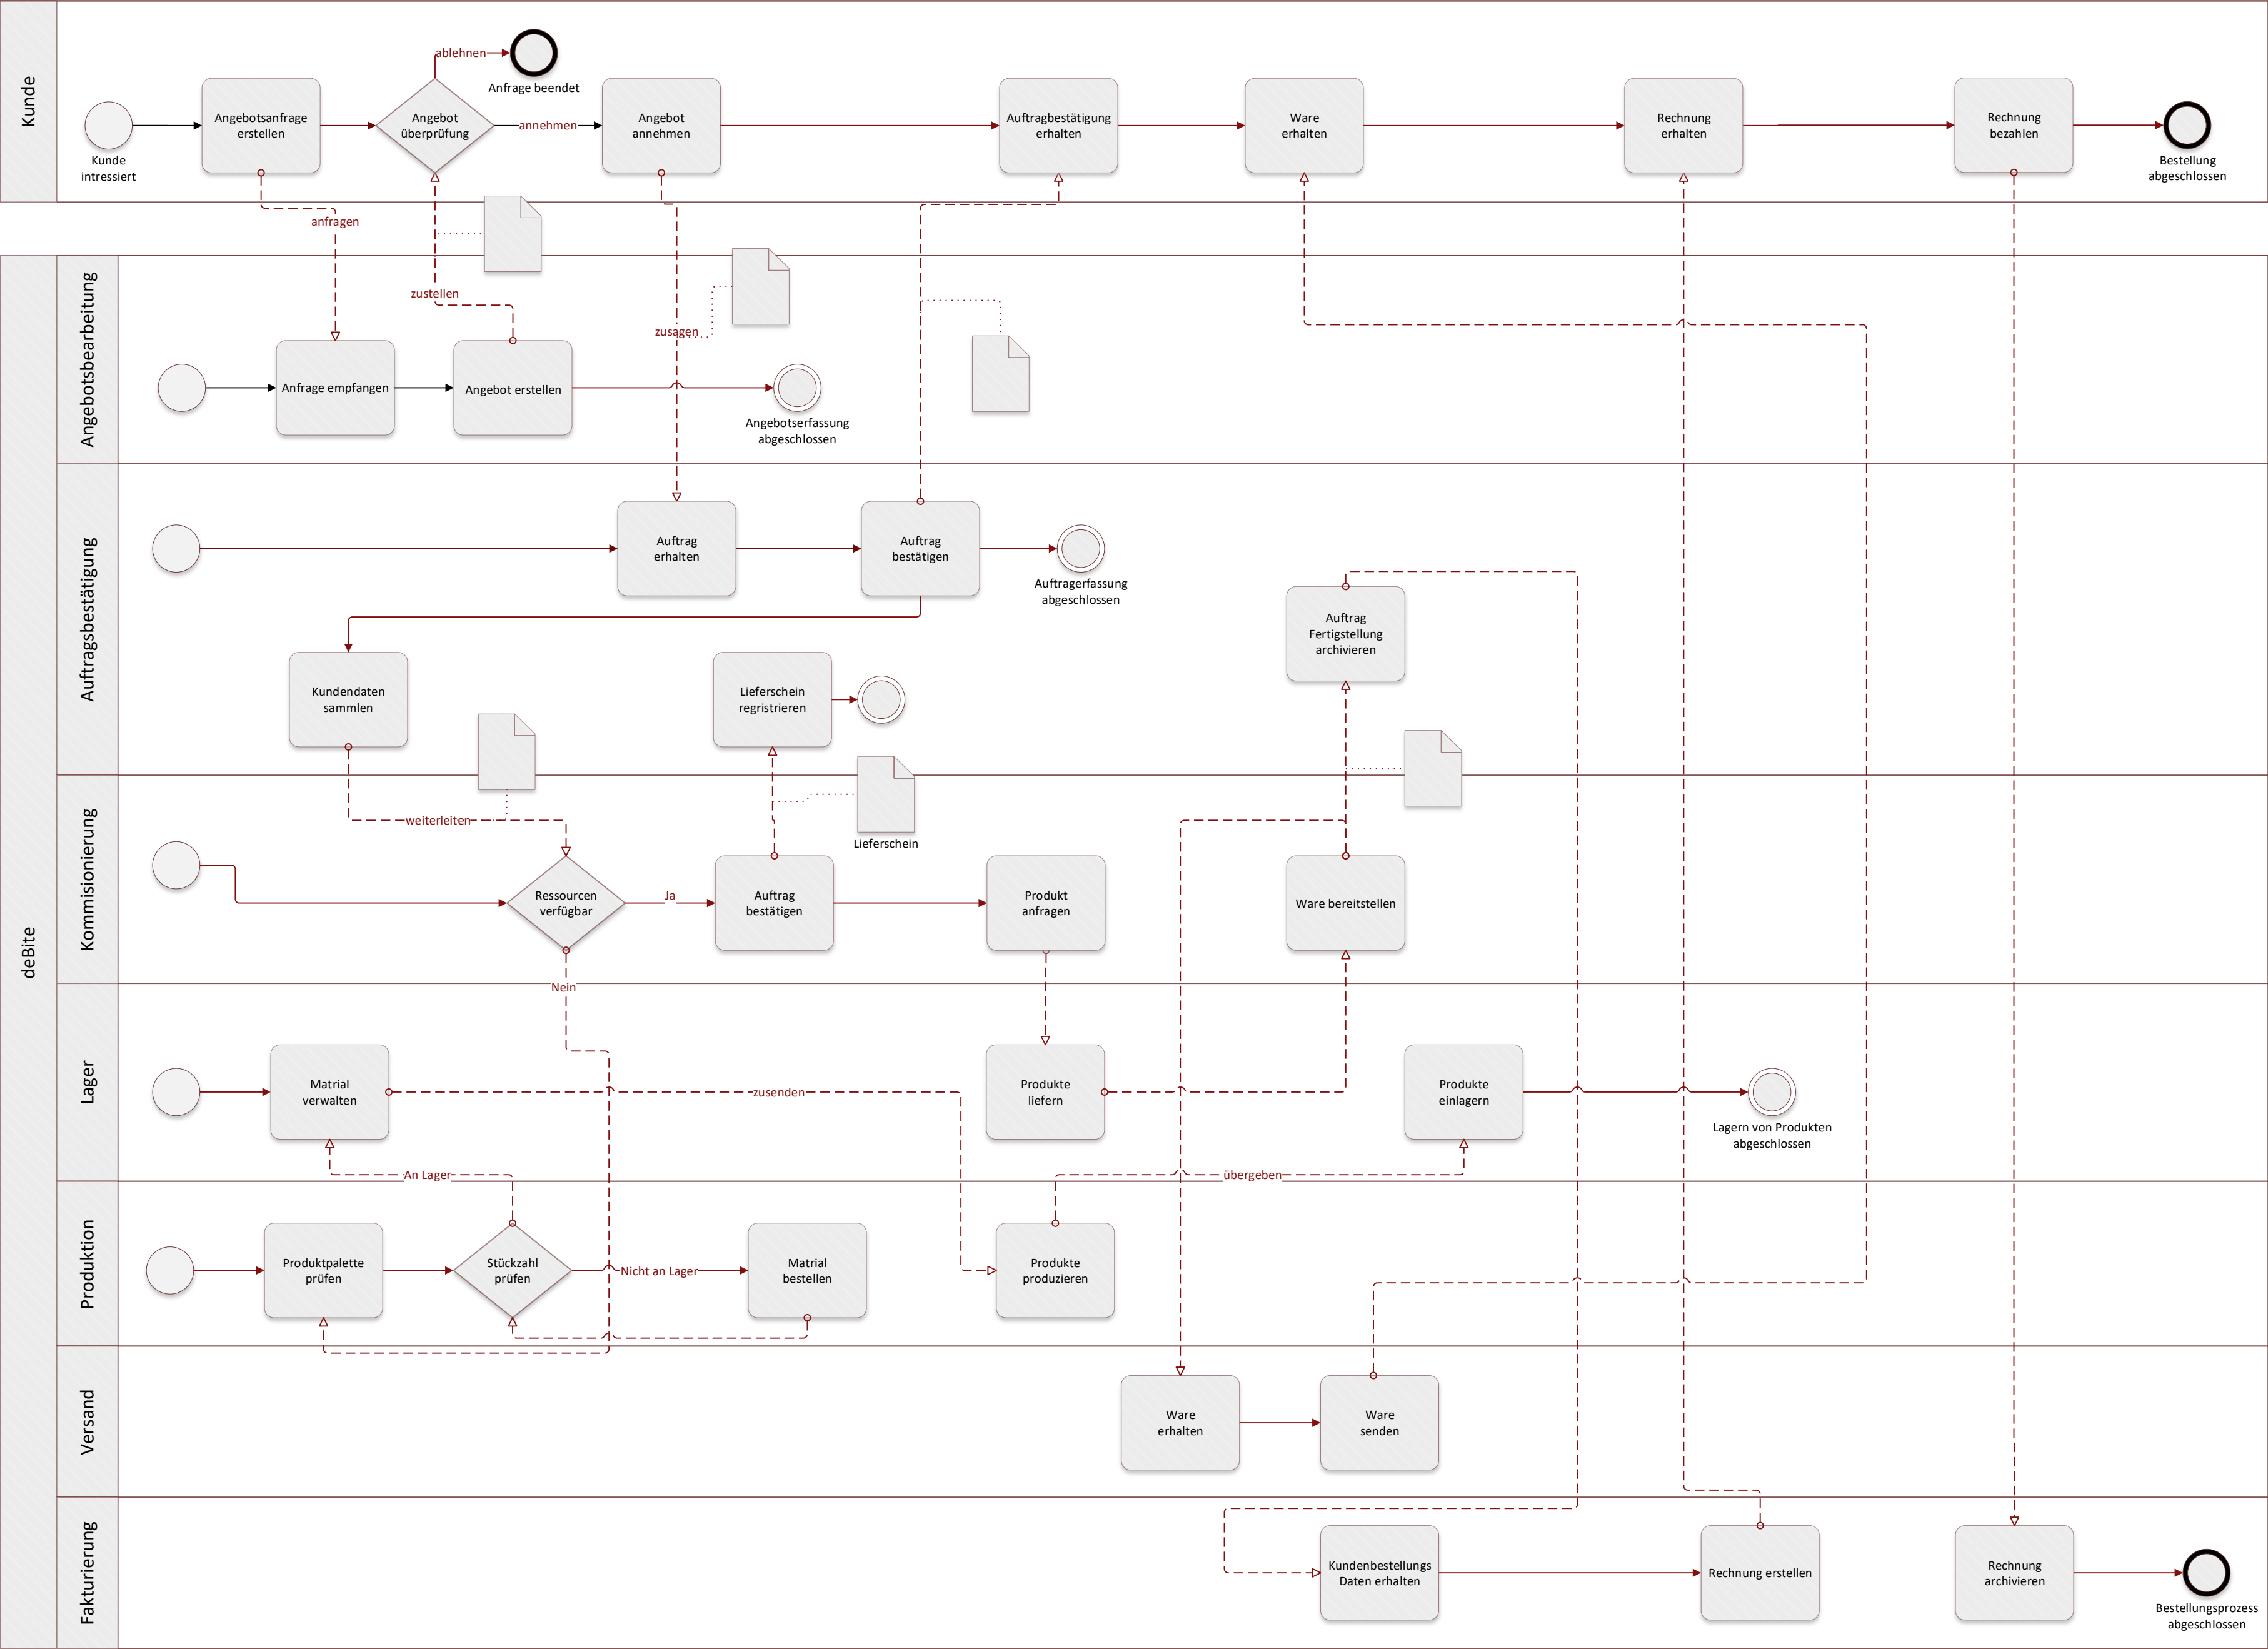 Kunde
ablehnen
Anfrage beendet
Angebotsanfrage
erstellen
Angebot
überprüfung
annehmen
Angebot
annehmen
Auftragbestätigung
erhalten
Ware
erhalten
Rechnung
erhalten
Rechnung
bezahlen
Kunde
intressiert
Bestellung
abgeschlossen
anfragen
deBite
Angebotsbearbeitung
zustellen
zusagen
Anfrage empfangen
Angebot erstellen
Angebotserfassung
abgeschlossen
Auftragsbestätigung
Auftrag
erhalten
Auftrag
bestätigen
Auftragerfassung
abgeschlossen
Auftrag
Fertigstellung
archivieren
Kundendaten
sammlen
Lieferschein
regristrieren
Kommisionierung
weiterleiten
Lieferschein
Ressourcen
verfügbar
Ja
Auftrag
bestätigen
Produkt
anfragen
Ware bereitstellen
Nein
Lager
Matrial
verwalten
zusenden
Produkte
liefern
Produkte
einlagern
Lagern von Produkten
abgeschlossen
An Lager
übergeben
Produktion
Produktpalette
prüfen
Stückzahl
prüfen
Nicht an Lager
Matrial
bestellen
Produkte
produzieren
Versand
Ware
erhalten
Ware
senden
Fakturierung
Kundenbestellungs
Daten erhalten
Rechnung erstellen
Rechnung
archivieren
Bestellungsprozess
abgeschlossen